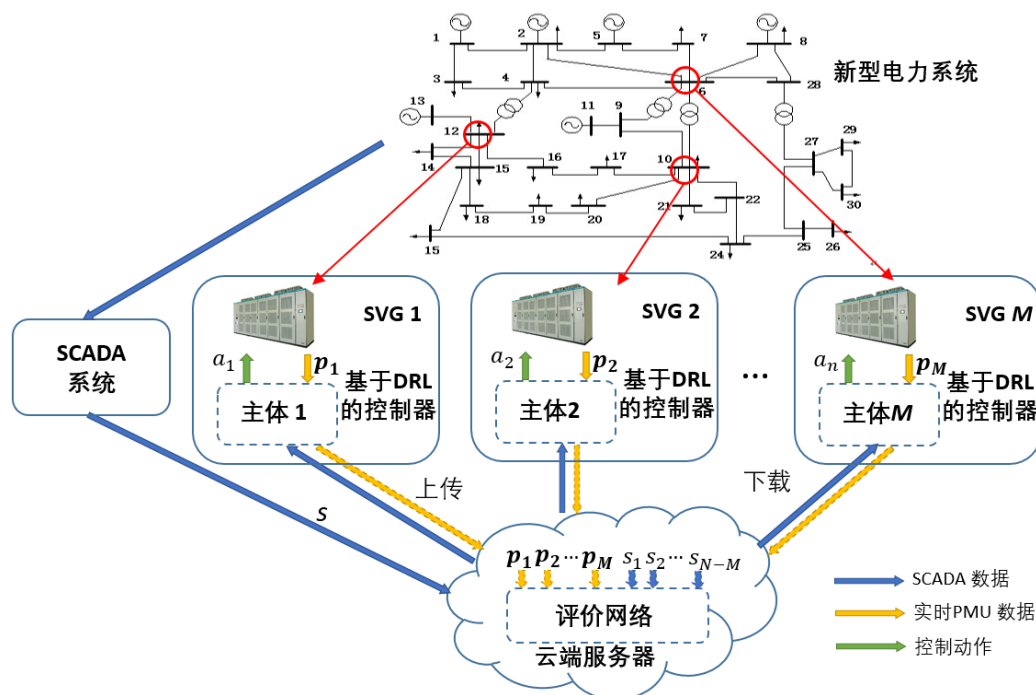 1
2
5
7
8
新型电力系统
3
4
6
28
13
11
9
12
27
29
14
15
16
17
10
30
18
19
20
21
22
15
24
25
26
SVG 1
SVG 2
SVG M
SCADA
系统
a₁
p₁
基于DRL
的控制器
主体 1
a₂
p₂
基于DRL
的控制器
主体2
...
aₙ
p_M
基于DRL
的控制器
主体M
上传
下载
s
p₁ p₂ ··· p_M s₁ s₂ ··· s_{N−M}
评价网络
云端服务器
SCADA 数据
实时PMU 数据
控制动作